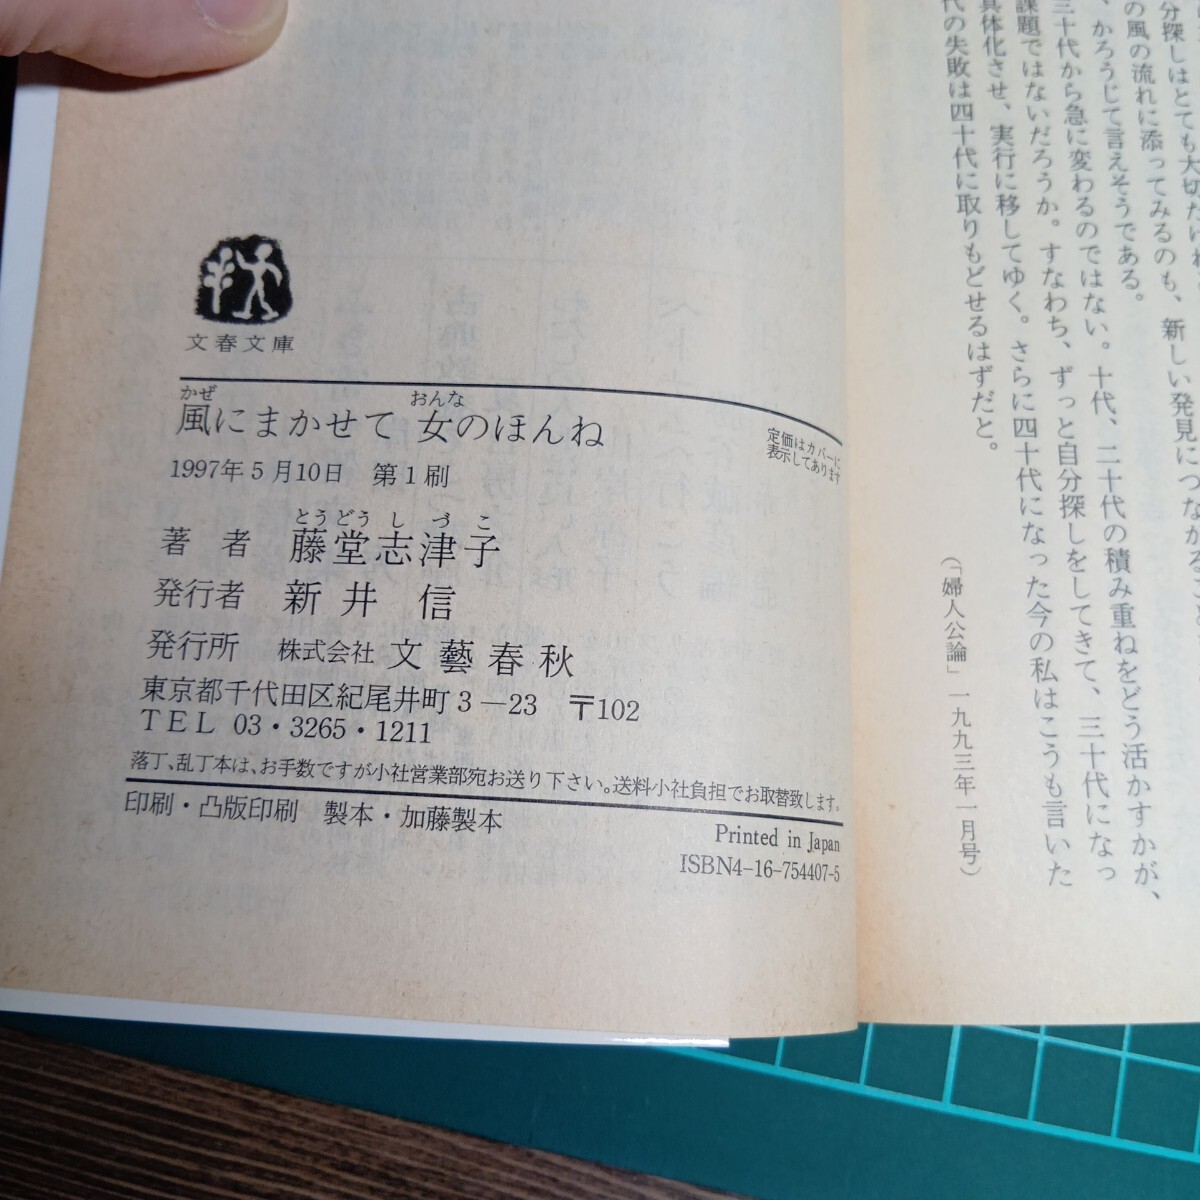 分探しはとても大切だけれ
の風の流れに添ってみるのも、新しい発見につながる
、かろうじて言えそうである。
三十代から急に変わるのではない。十代、二十代の積み重ねをどう活かすかが、
課題ではないだろうか。すなわち、ずっと自分探しをしてきて、三十代になっ
具体化させ、実行に移してゆく。さらに四十代になった今の私はこうも言いた
代の失敗は四十代に取りもどせるはずだと。
(「婦人公論」一九九三年一月号)
文春文庫
かぜ おんな
風にまかせて 女のほんね
定価はカバーに
表示してあります
1997年5月10日 第1刷
とうどう し づ こ
著 者 藤堂志津子
発行者 新井 信
発行所 株式会社 文藝春秋
東京都千代田区紀尾井町3—23 〒102
TEL 03・3265・1211
落丁、乱丁本は、お手数ですが小社営業部宛お送り下さい。送料小社負担でお取替致します。
印刷・凸版印刷 製本・加藤製本
Printed in Japan
ISBN4-16-754407-5